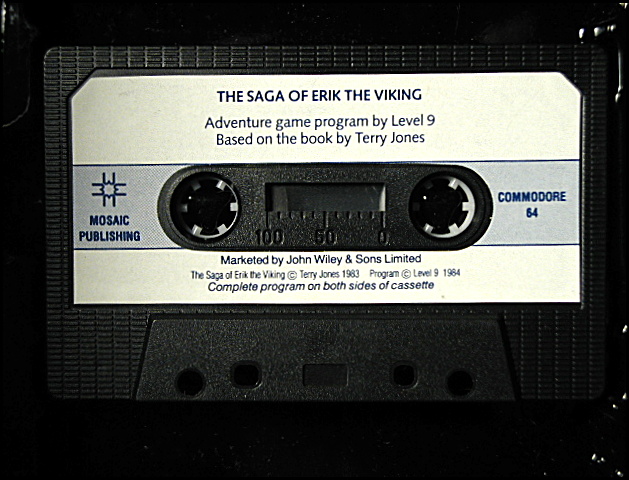 THE SAGA OF ERIK THE VIKING
Adventure game program by Level 9
Based on the book by Terry Jones
MOSAIC
PUBLISHING
COMMODORE
64
100 50 0
Marketed by John Wiley & Sons Limited
The Saga of Erik the Viking © Terry Jones 1983 Program © Level 9 1984
Complete program on both sides of cassette